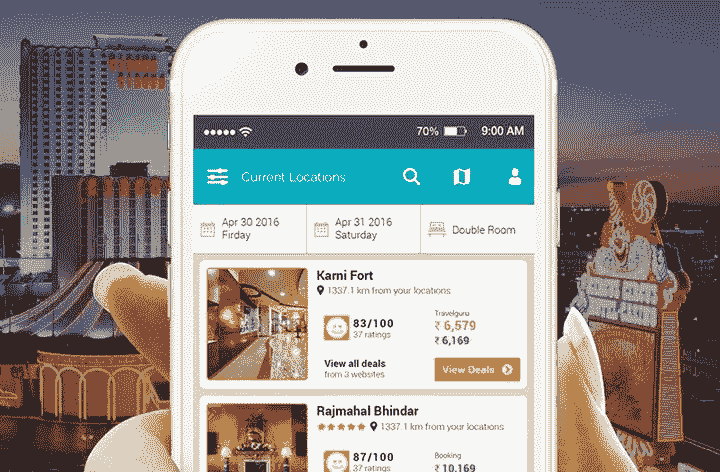 70% 9:00 AM
Current Locations
Apr 30 2016
Firday
Apr 31 2016
Saturday
Double Room
Karni Fort
1337.1 km from your locations
83/100
37 ratings
Travelguru
₹ 6,579
₹ 6,169
View all deals
from 3 websites
View Deals
Rajmahal Bhindar
1337.1 km from your locations
87/100
37 ratings
Booking
₹ 10,169